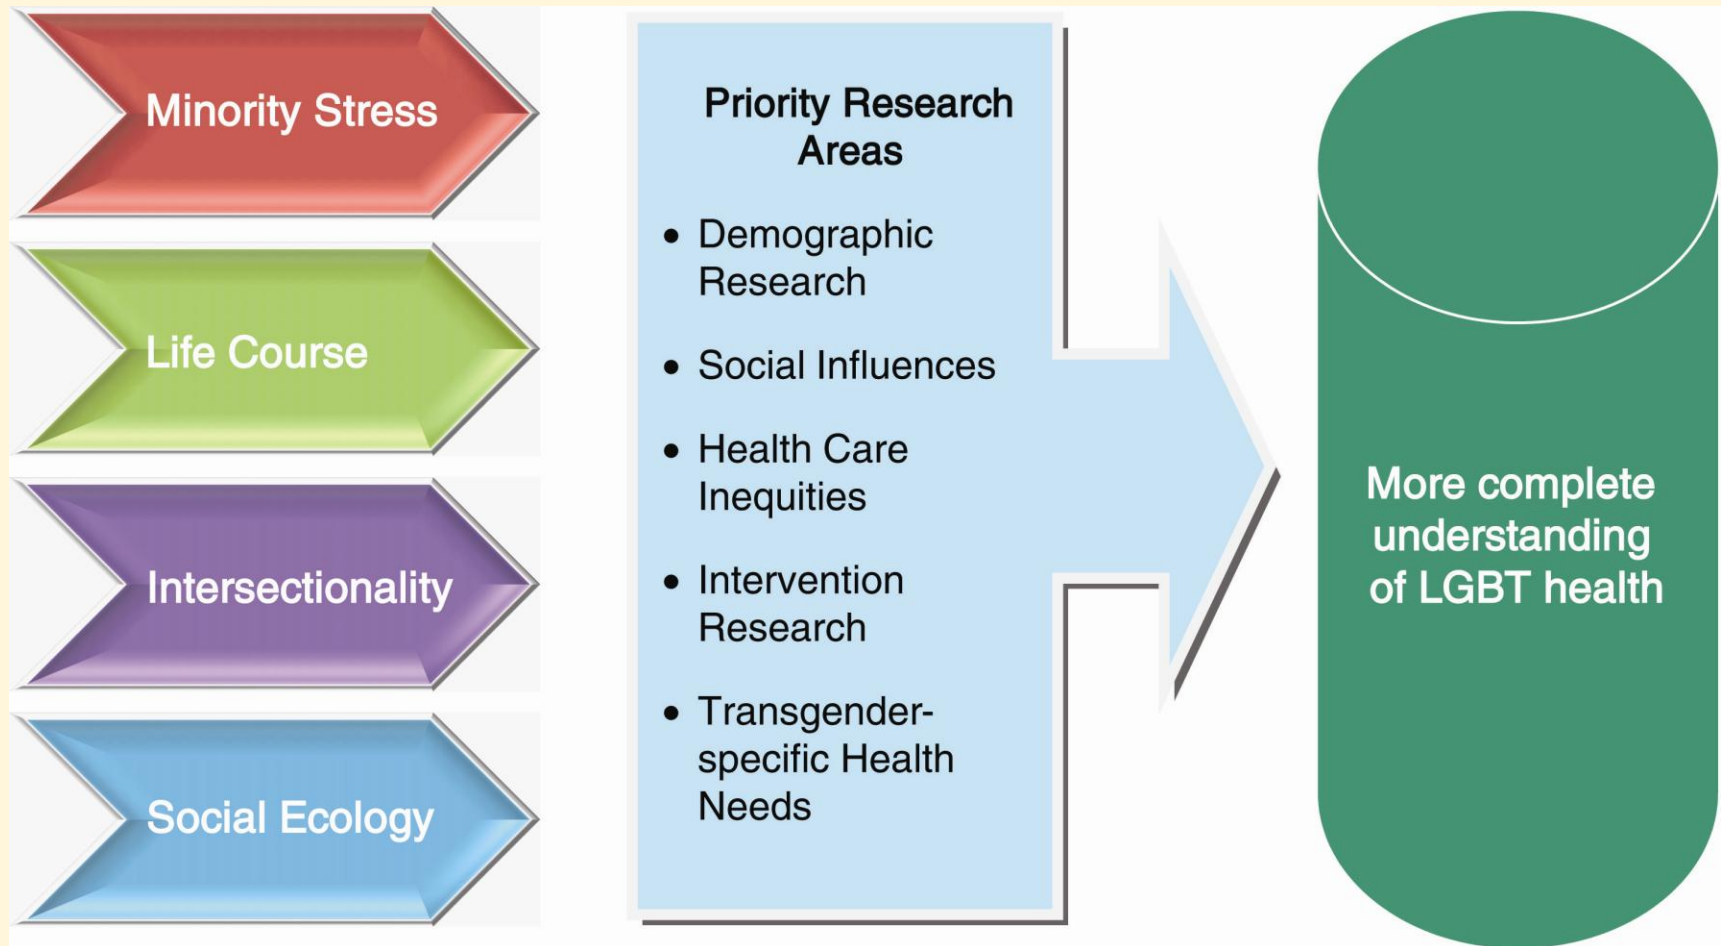 Minority Stress
Life Course
Intersectionality
Social Ecology
Priority Research
Areas
• Demographic
Research
• Social Influences
• Health Care
Inequities
• Intervention
Research
• Transgender-
specific Health
Needs
More complete
understanding
of LGBT health